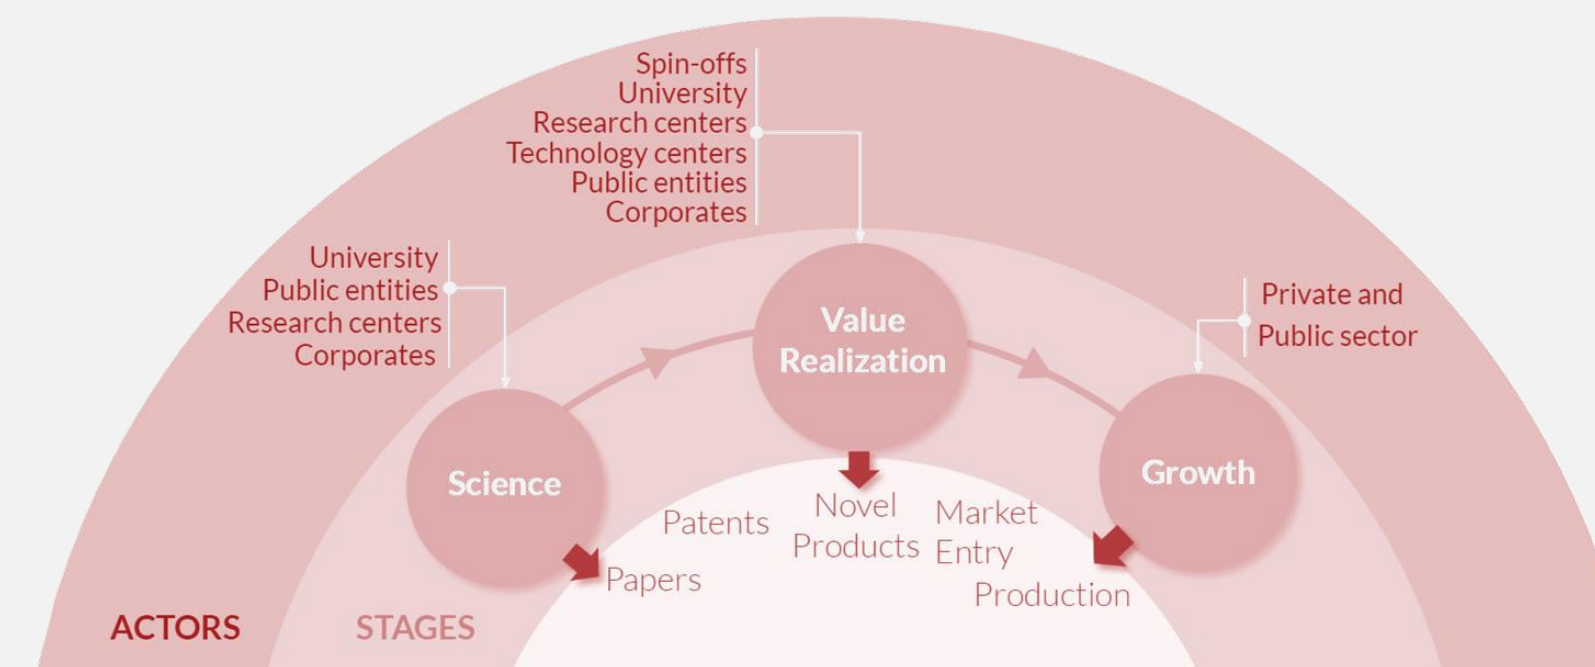 Spin-offs
University
Research centers
Technology centers
Public entities
Corporates
University
Public entities
Research centers
Corporates
Private and
Public sector
Value
Realization
Science
Growth
Patents
Novel
Products
Market
Entry
Papers
Production
ACTORS
STAGES